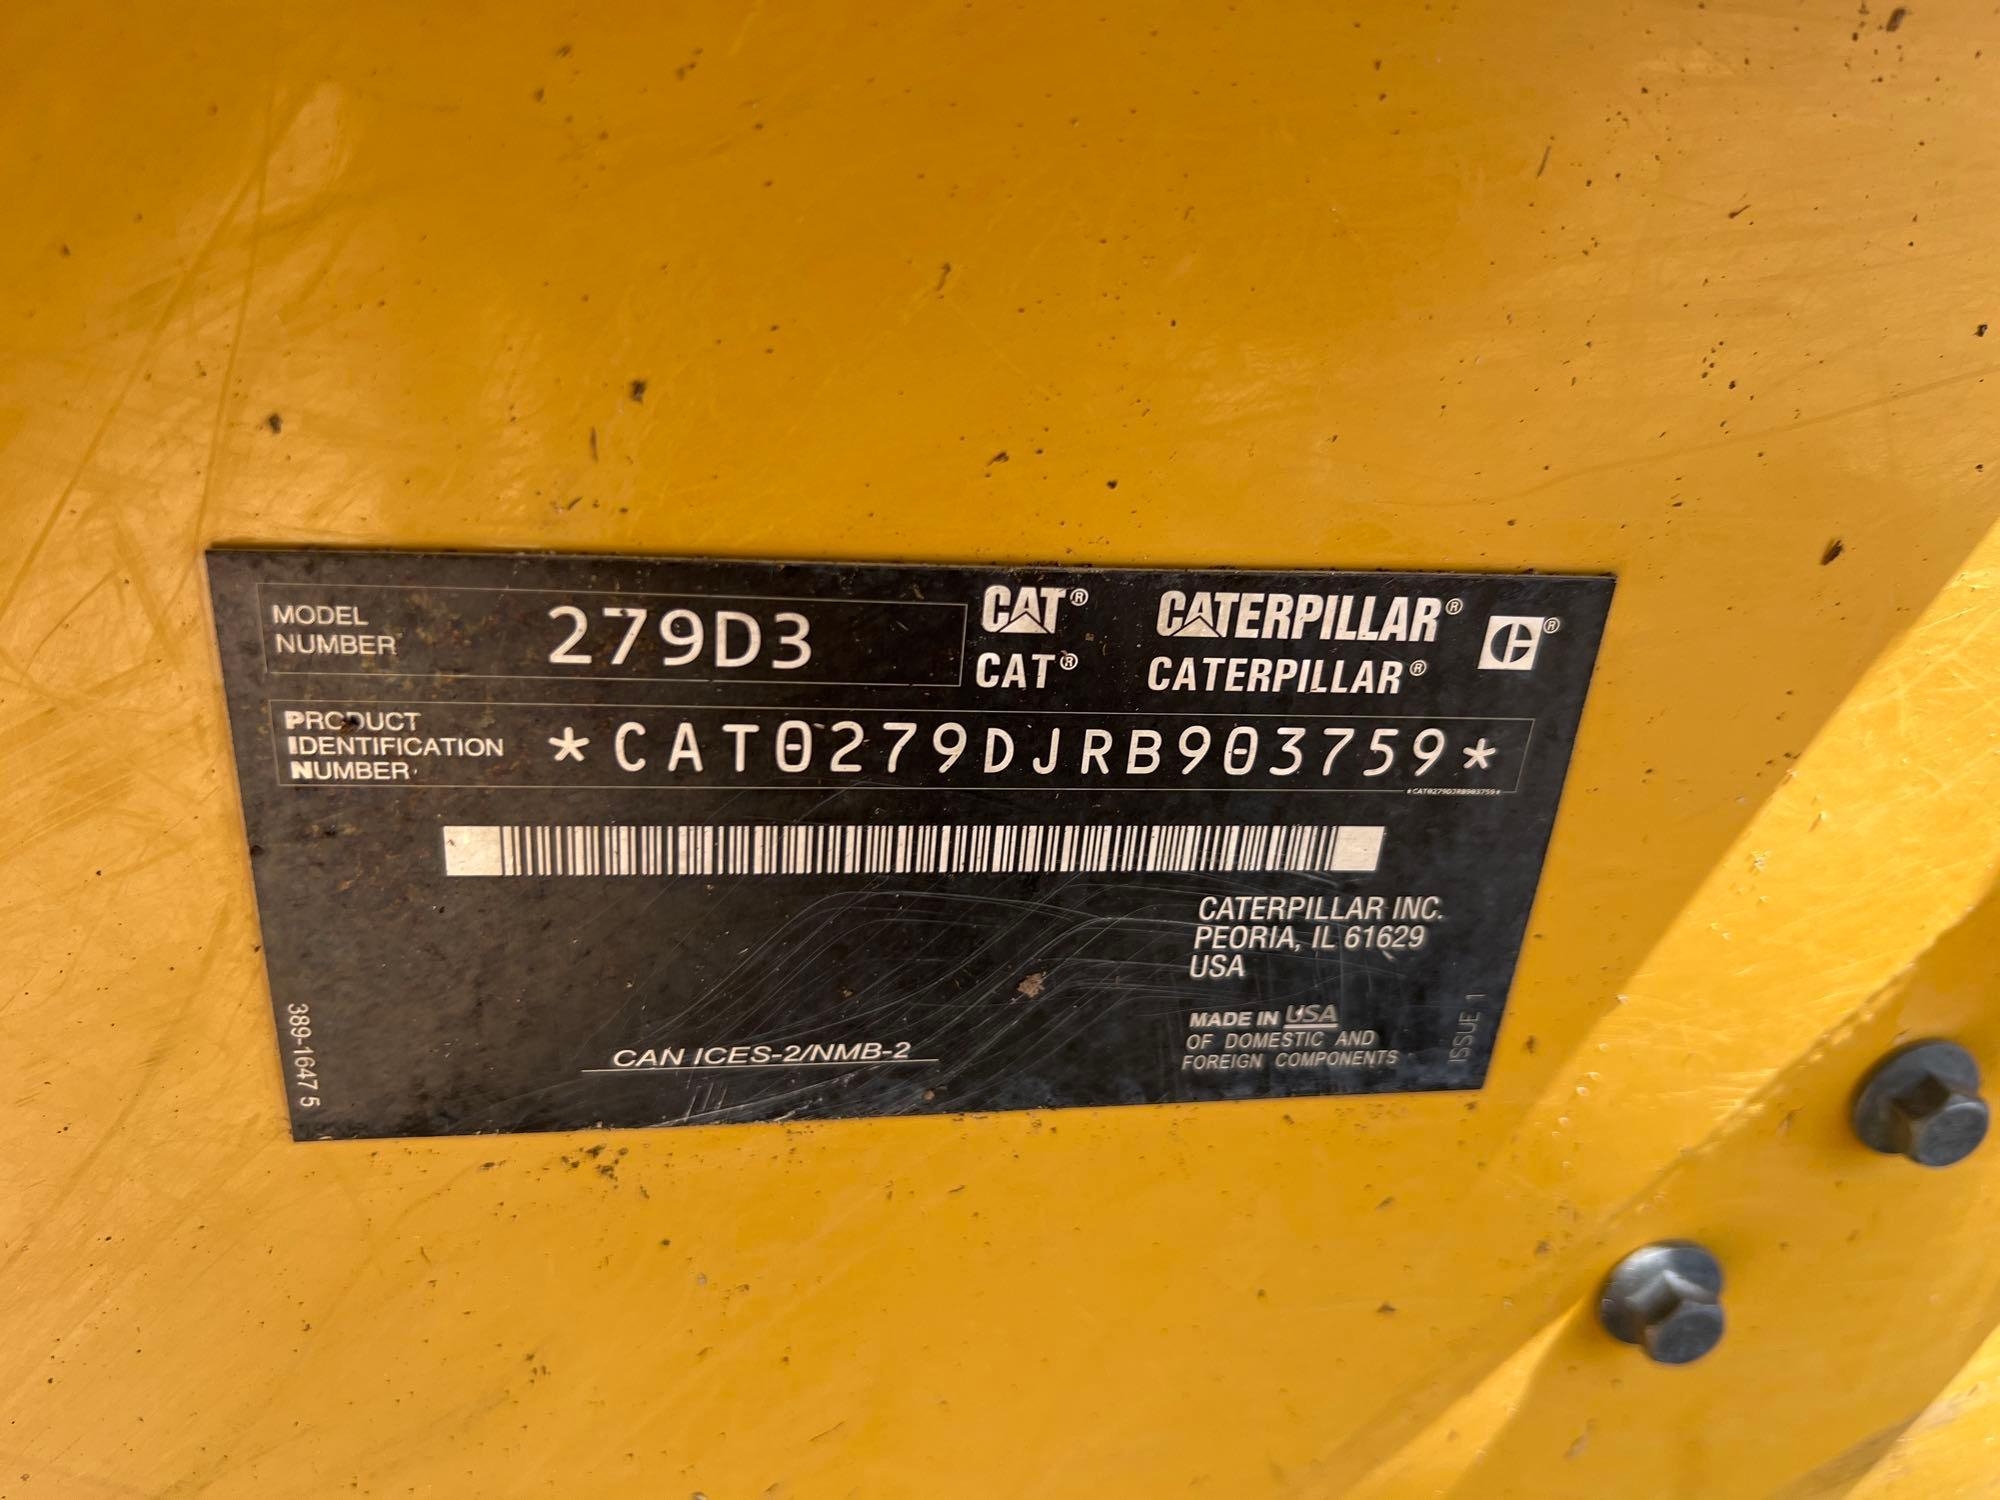 MODEL NUMBER 279D3
CAT® CATERPILLAR®
CAT® CATERPILLAR®
PRODUCT IDENTIFICATION NUMBER *CAT0279DJRB903759*
*CAT0279DJRB903759*
CATERPILLAR INC.
PEORIA, IL 61629
USA
MADE IN USA
OF DOMESTIC AND
FOREIGN COMPONENTS
CAN ICES-2/NMB-2
389-1647 5
ISSUE 1